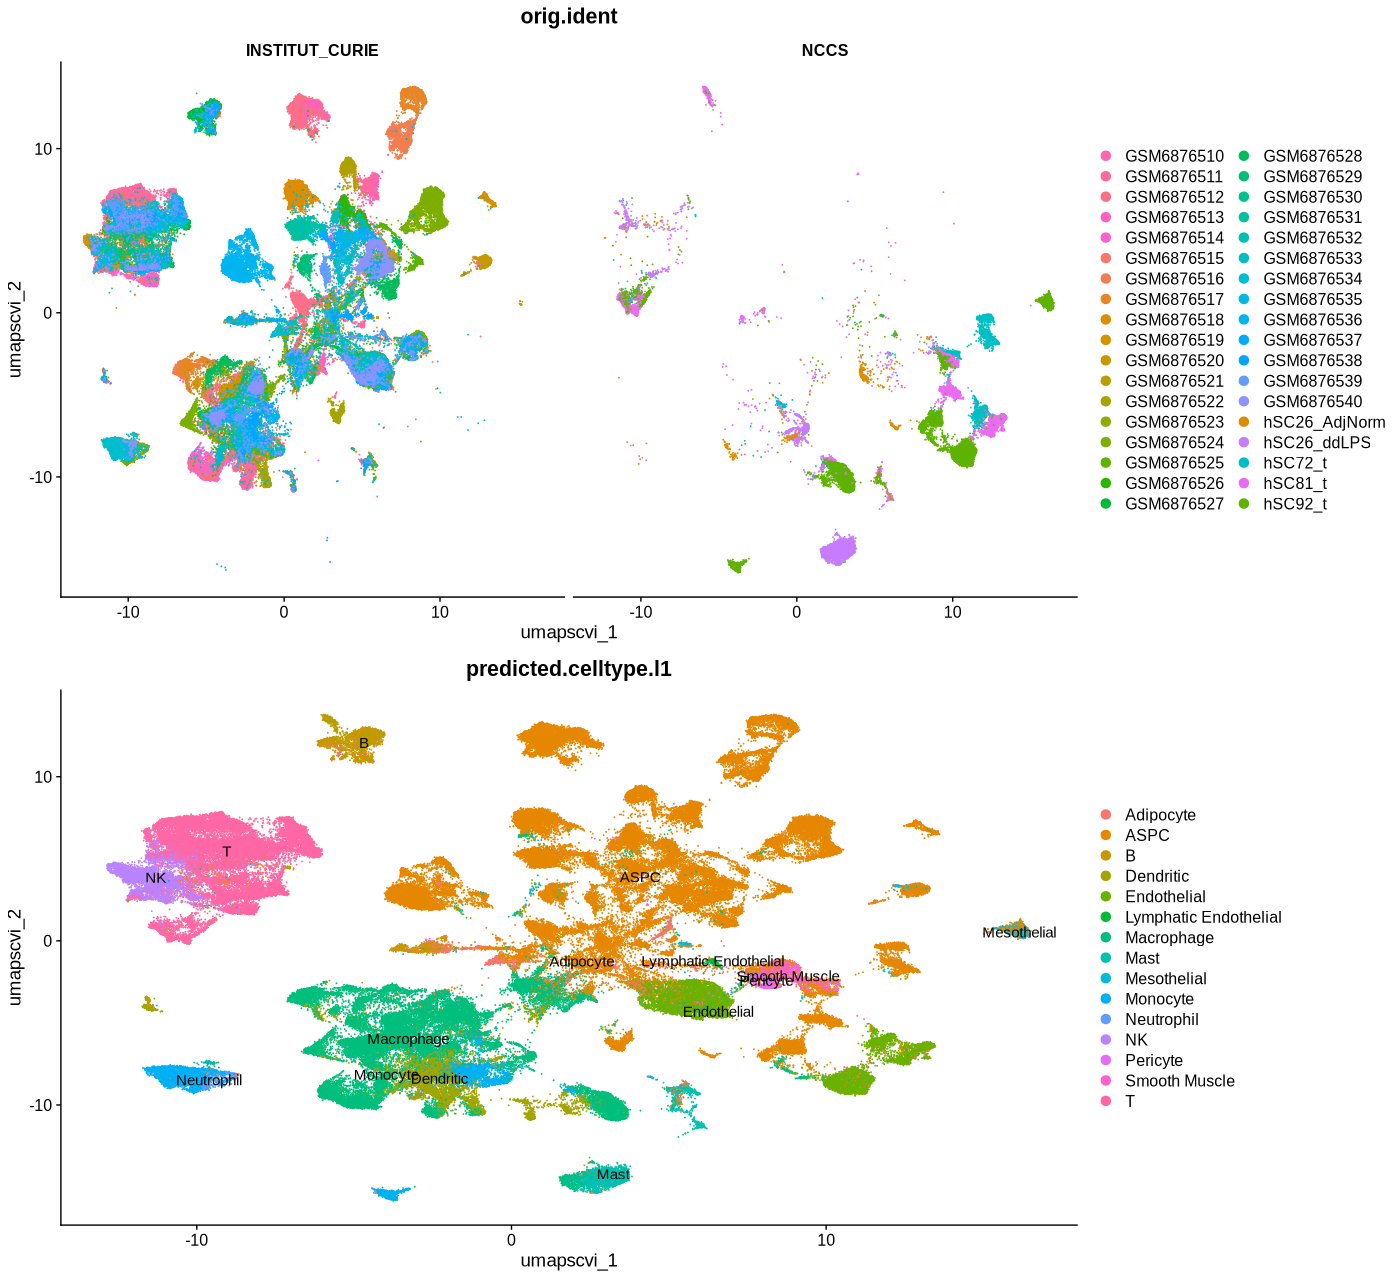 orig.ident
INSTITUT_CURIE
NCCS
umapscvi_2
10
0
-10
-10
0
10
-10
0
10
umapscvi_1
GSM6876510
GSM6876511
GSM6876512
GSM6876513
GSM6876514
GSM6876515
GSM6876516
GSM6876517
GSM6876518
GSM6876519
GSM6876520
GSM6876521
GSM6876522
GSM6876523
GSM6876524
GSM6876525
GSM6876526
GSM6876527
GSM6876528
GSM6876529
GSM6876530
GSM6876531
GSM6876532
GSM6876533
GSM6876534
GSM6876535
GSM6876536
GSM6876537
GSM6876538
GSM6876539
GSM6876540
hSC26_AdjNorm
hSC26_ddLPS
hSC72_t
hSC81_t
hSC92_t
predicted.celltype.l1
umapscvi_2
10
0
-10
B
T
NK
ASPC
Mesothelial
Adipocyte
Lymphatic Endothelial
Smooth Muscle
Pericyte
Endothelial
Macrophage
Monocyte
Dendritic
Neutrophil
Mast
-10
0
10
umapscvi_1
Adipocyte
ASPC
B
Dendritic
Endothelial
Lymphatic Endothelial
Macrophage
Mast
Mesothelial
Monocyte
Neutrophil
NK
Pericyte
Smooth Muscle
T